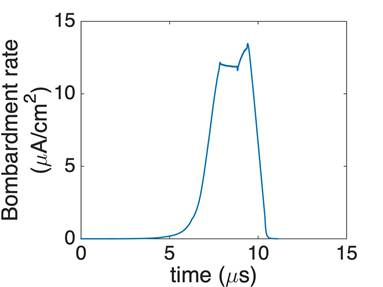 Bombardment rate
(μA/cm²)
15
10
5
0
0 5 10 15
time (μs)